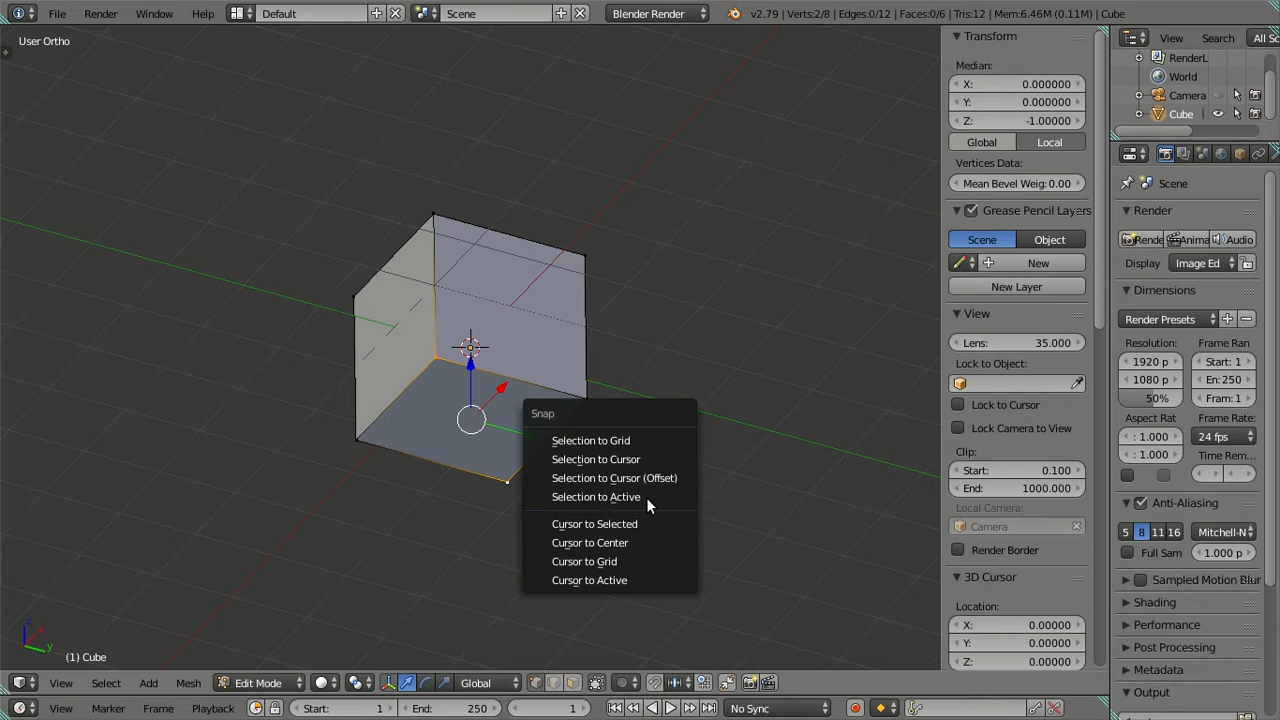 File Render Window Help Default Scene Blender Render v2.79 | Verts:2/8 | Edges:0/12 | Faces:0/6 | Tris:12 | Mem:6.46M (0.11M) | Cube
User Ortho
Transform
Median:
X: 0.000000
Y: 0.000000
Z: -1.00000
Global Local
Vertices Data:
Mean Bevel Weig: 0.00
Grease Pencil Layers
Scene Object
New
New Layer
View
Lens: 35.000
Lock to Object:
Lock to Cursor
Lock Camera to View
Clip:
Start: 0.100
End: 1000.000
Local Camera:
Camera
Render Border
3D Cursor
Location:
X: 0.00000
Y: 0.00000
Z: 0.00000
View Search All Sc
RenderL
World
Camera
Cube
Scene
Render
Rende Anima Audio
Display Image Ed
Dimensions
Render Presets
Resolution: Frame Ran
1920 p Start: 1
1080 p En: 250
50% Fram: 1
Aspect Rat Frame Rate:
: 1.000 24 fps
: 1.000 Time Rem...
Anti-Aliasing
5 8 11 16 Mitchell-N
Full Sam 1.000 p
Sampled Motion Blur
Shading
Performance
Post Processing
Metadata
Output
Snap
Selection to Grid
Selection to Cursor
Selection to Cursor (Offset)
Selection to Active
Cursor to Selected
Cursor to Center
Cursor to Grid
Cursor to Active
z
x
y
(1) Cube
View Select Add Mesh Edit Mode Global
View Marker Frame Playback Start: 1 End: 250 1 No Sync